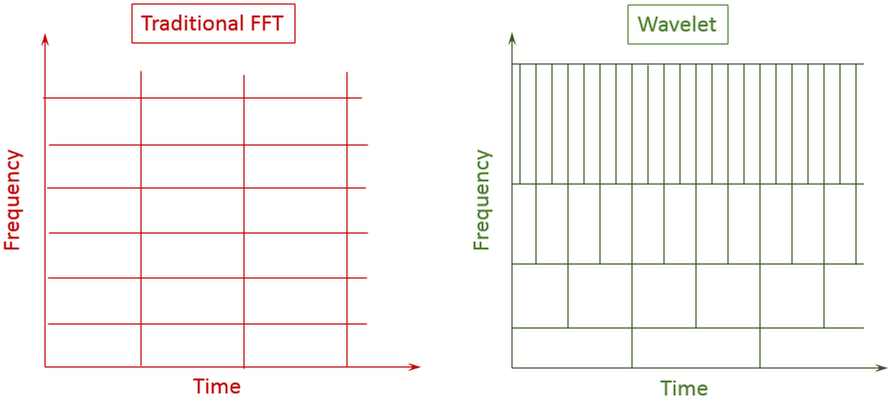 Traditional FFT
Frequency
Time
Wavelet
Frequency
Time